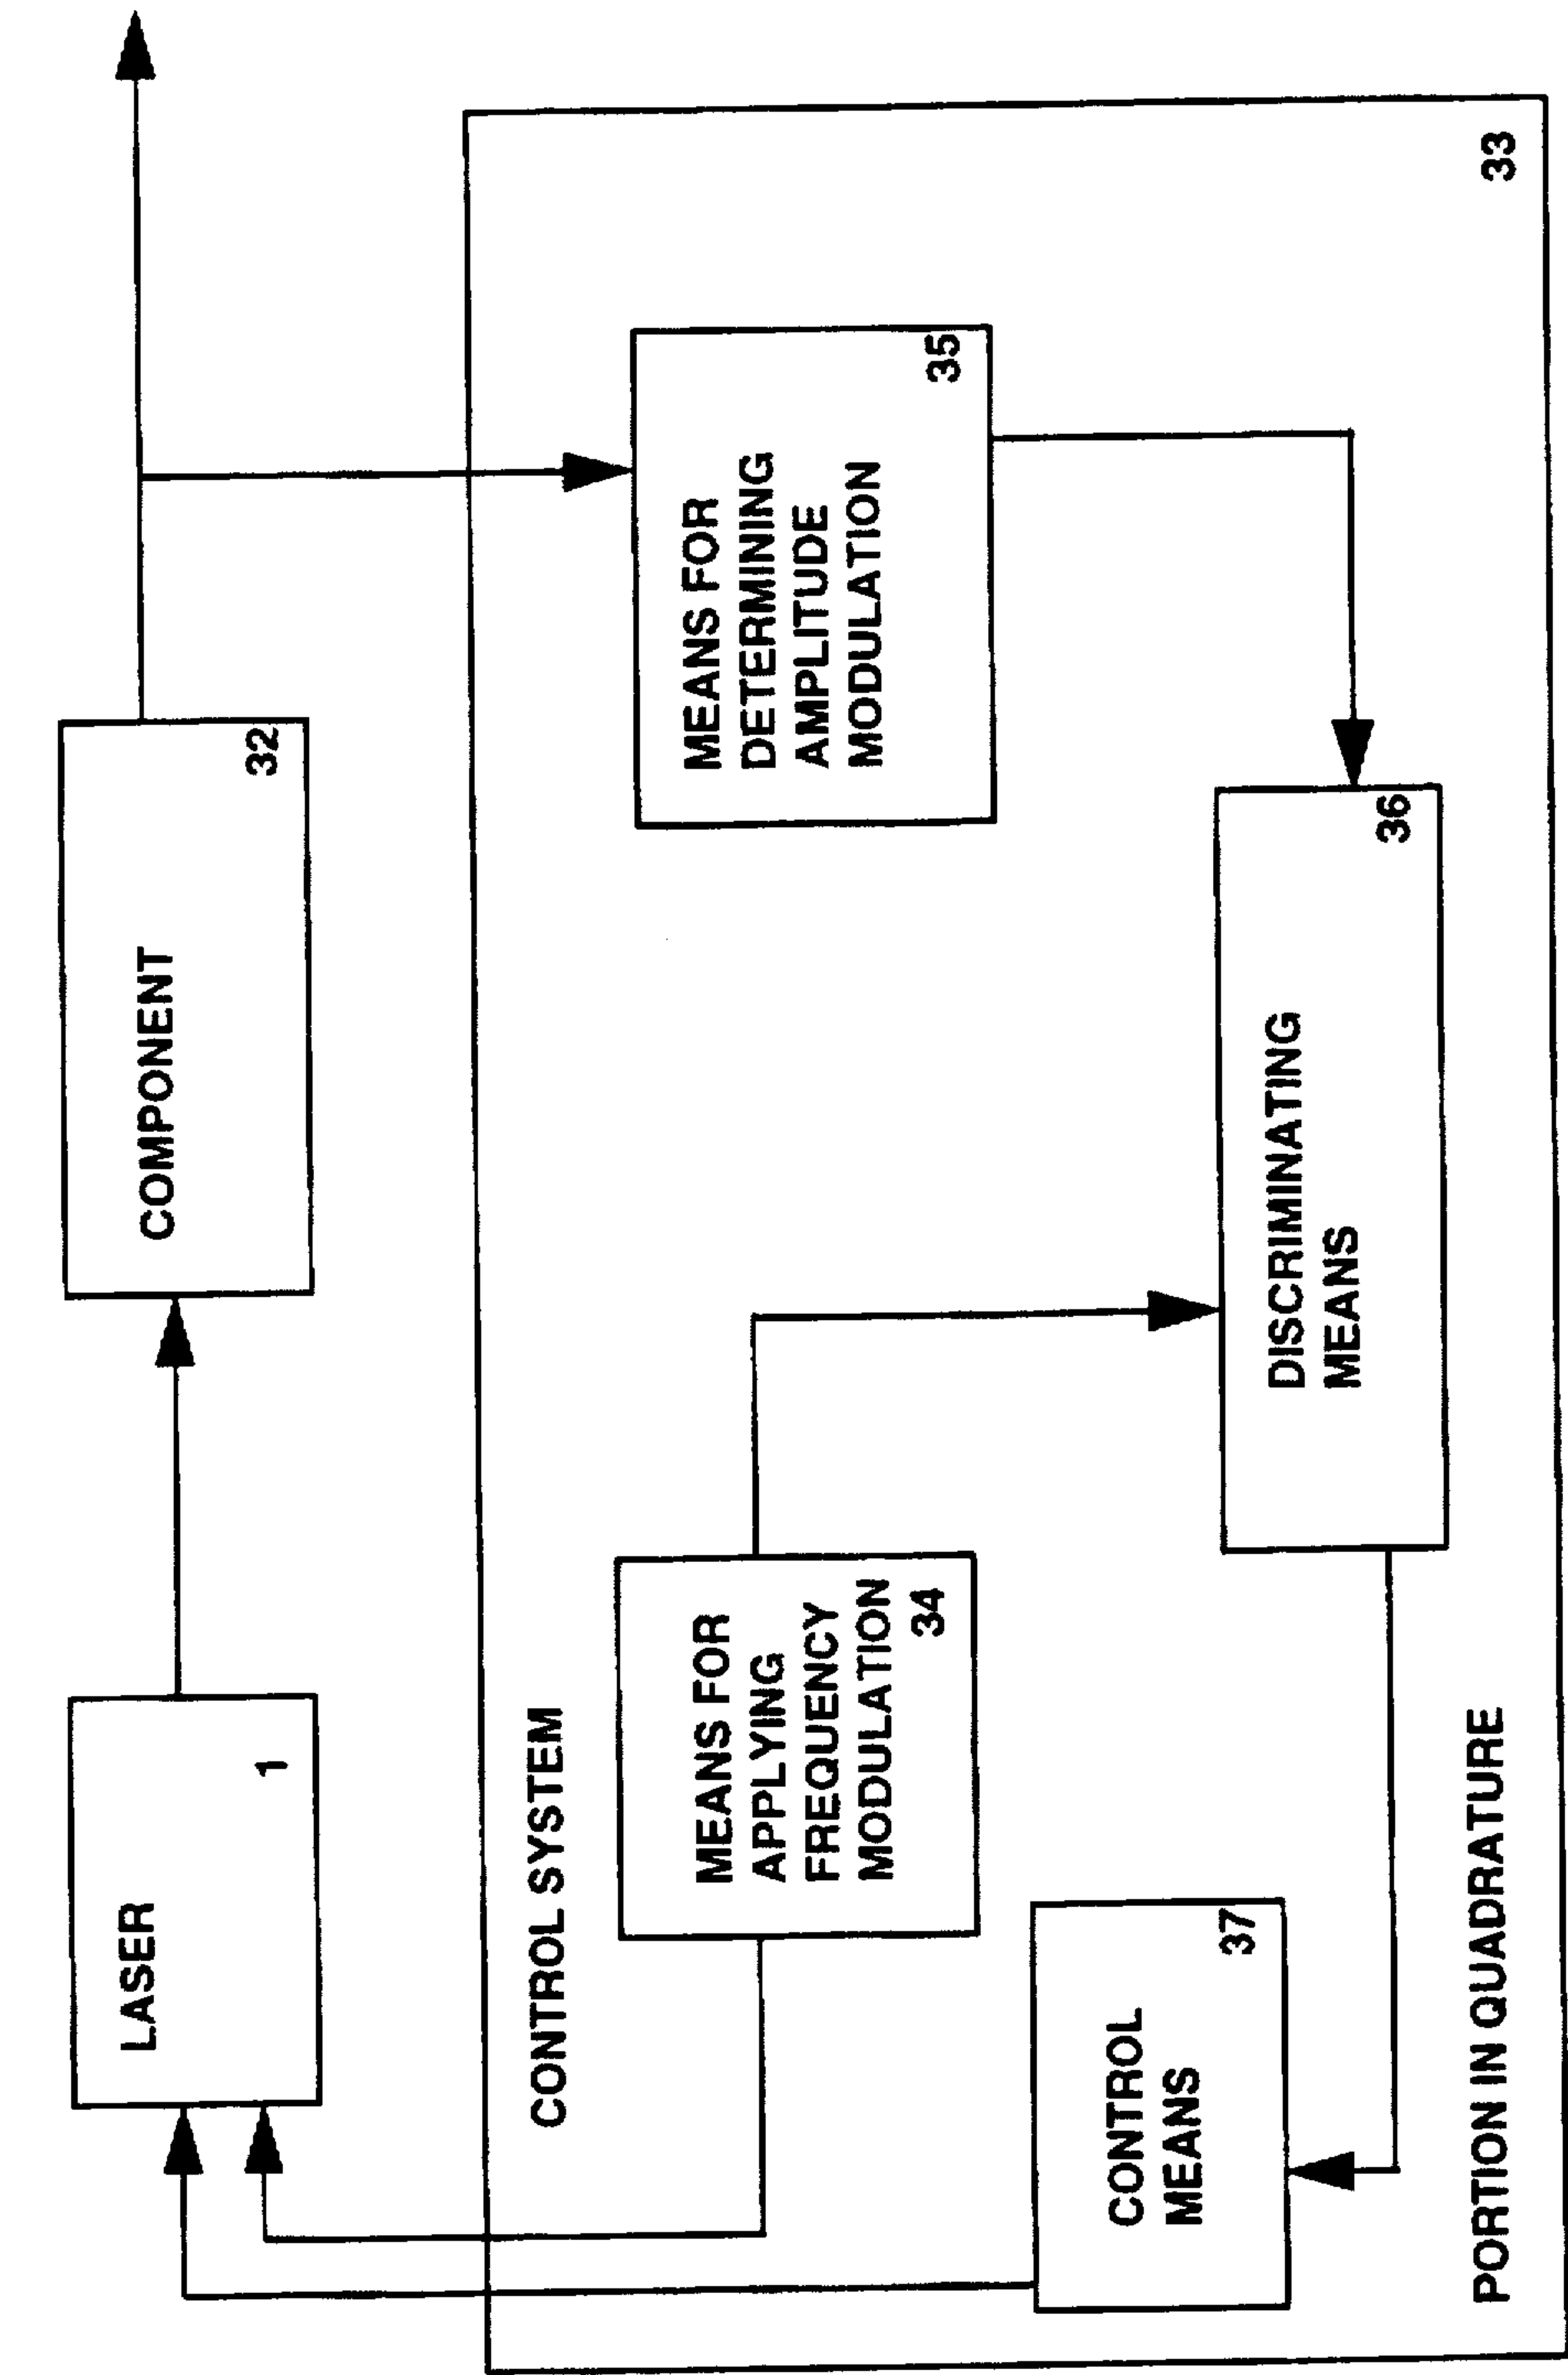 LASER
1
COMPONENT
32
CONTROL SYSTEM
MEANS FOR
APPLYING
FREQUENCY
MODULATION
34
MEANS FOR
DETERMINING
AMPLITUDE
MODULATION
35
CONTROL
MEANS
37
DISCRIMINATING
MEANS
36
PORTION IN QUADRATURE
33